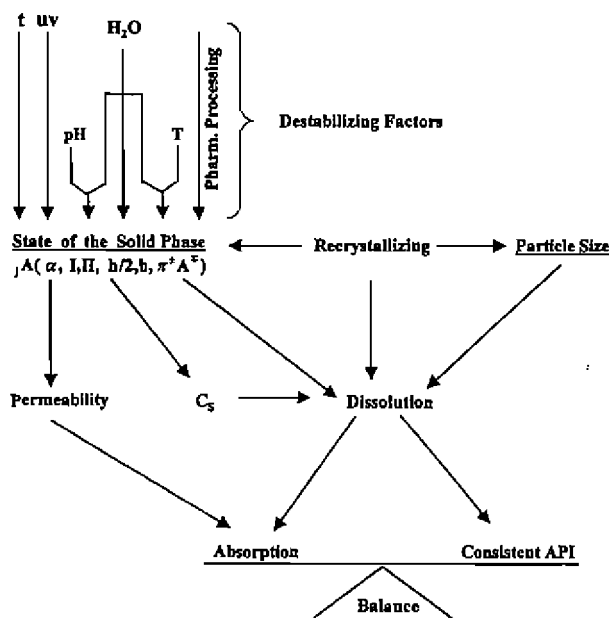 t uv
H₂O
pH
T
Pharm. Processing
Destabilizing Factors
State of the Solid Phase
Recrystallizing
Particle Size
jA( α, I,II, h/2,h, π±A∓)
Permeability
Cs
Dissolution
Absorption
Consistent API
Balance